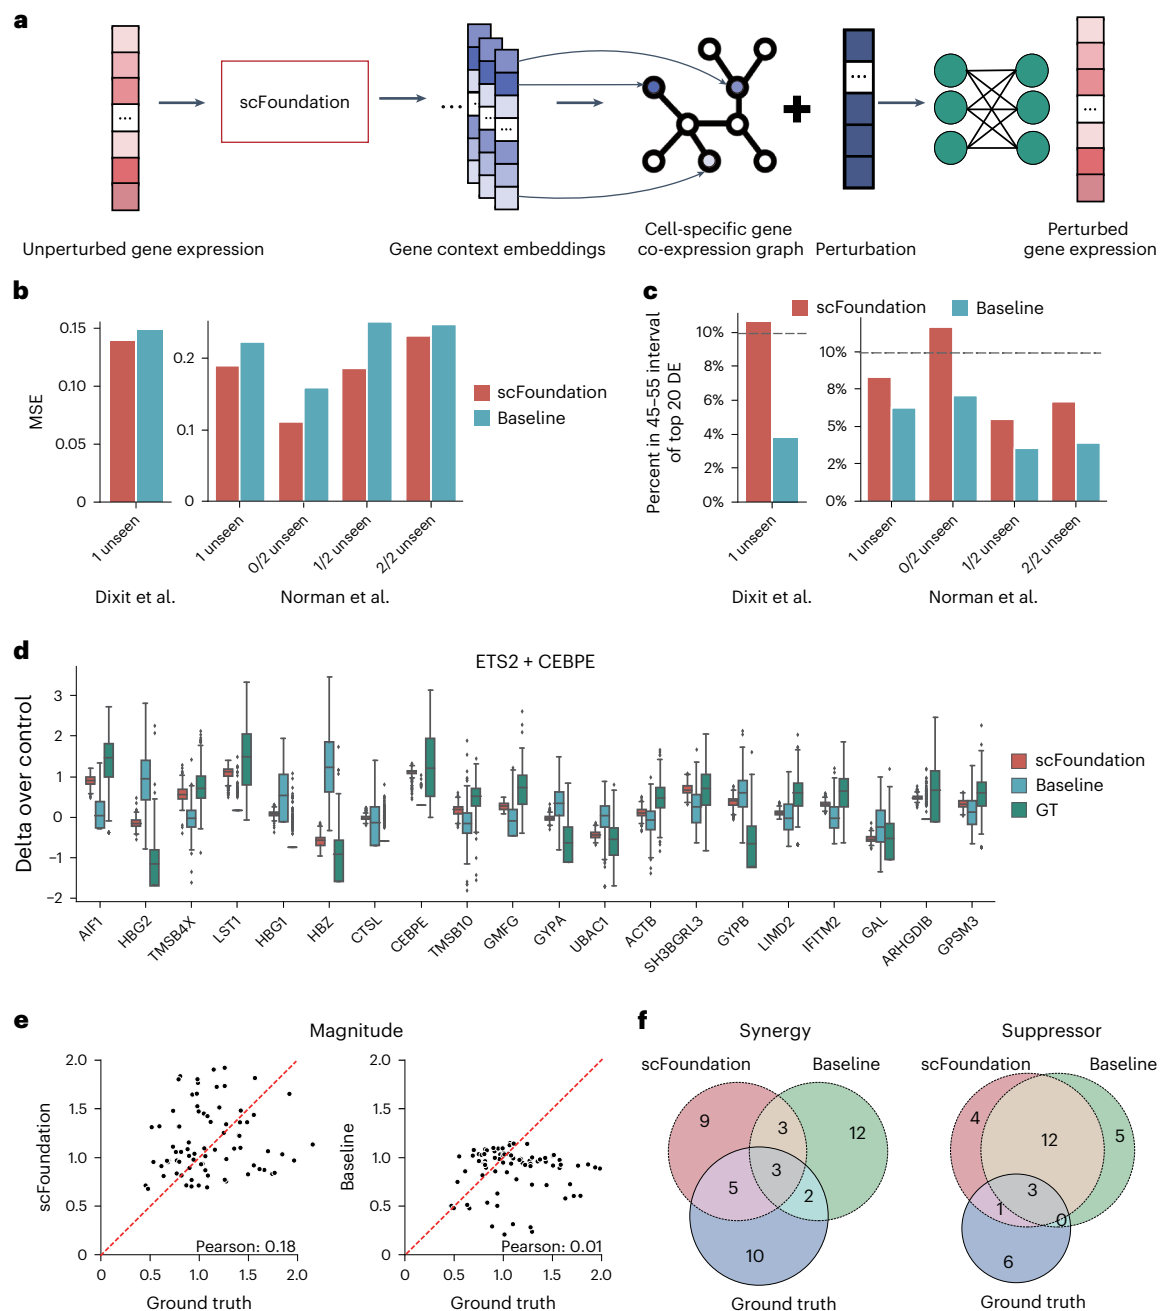 a
scFoundation
Unperturbed gene expression
Gene context embeddings
Cell-specific gene
co-expression graph
Perturbation
Perturbed
gene expression
b
MSE
0.15
0.10
0.05
0
0.2
0.1
0
1 unseen
1 unseen
0/2 unseen
1/2 unseen
2/2 unseen
Dixit et al.
Norman et al.
scFoundation
Baseline
c
scFoundation
Baseline
Percent in 45–55 interval
of top 20 DE
10%
8%
6%
4%
2%
0%
10%
8%
5%
2%
0%
1 unseen
1 unseen
0/2 unseen
1/2 unseen
2/2 unseen
Dixit et al.
Norman et al.
d
ETS2 + CEBPE
Delta over control
3
2
1
0
−1
−2
AIF1
HBG2
TMSB4X
LST1
HBG1
HBZ
CTSL
CEBPE
TMSB10
GMFG
GYPA
UBAC1
ACTB
SH3BGRL3
GYPB
LIMD2
IFITM2
GAL
ARHGDIB
GPSM3
scFoundation
Baseline
GT
e
Magnitude
scFoundation
2.0
1.5
1.0
0.5
0
Pearson: 0.18
0
0.5
1.0
1.5
2.0
Ground truth
Baseline
2.0
1.5
1.0
0.5
0
Pearson: 0.01
0
0.5
1.0
1.5
2.0
Ground truth
f
Synergy
scFoundation
Baseline
9
3
12
3
5
2
10
Ground truth
Suppressor
scFoundation
Baseline
4
12
5
3
1
0
6
Ground truth